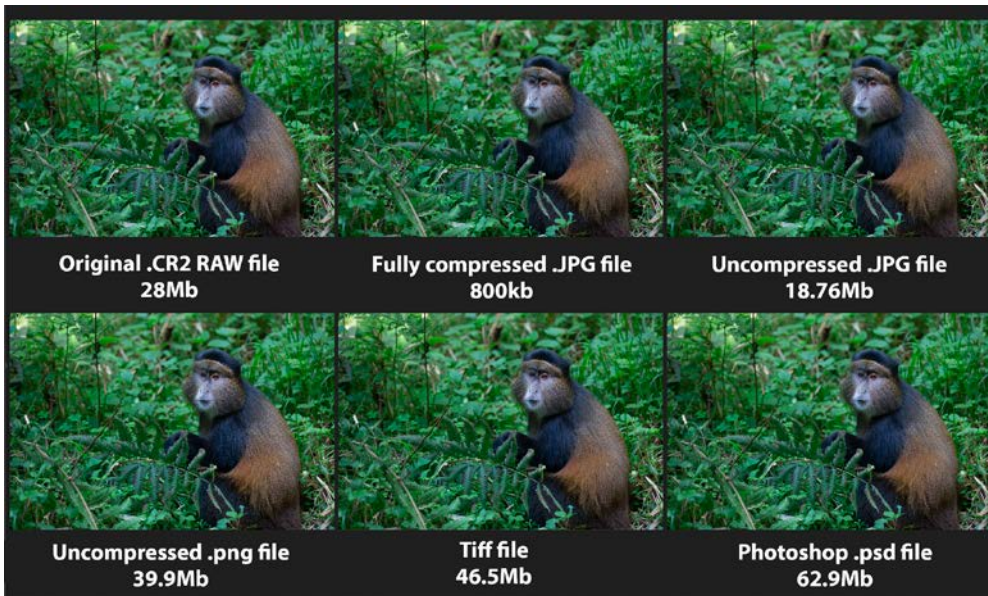 Original .CR2 RAW file
28Mb
Fully compressed .JPG file
800kb
Uncompressed .JPG file
18.76Mb
Uncompressed .png file
39.9Mb
Tiff file
46.5Mb
Photoshop .psd file
62.9Mb